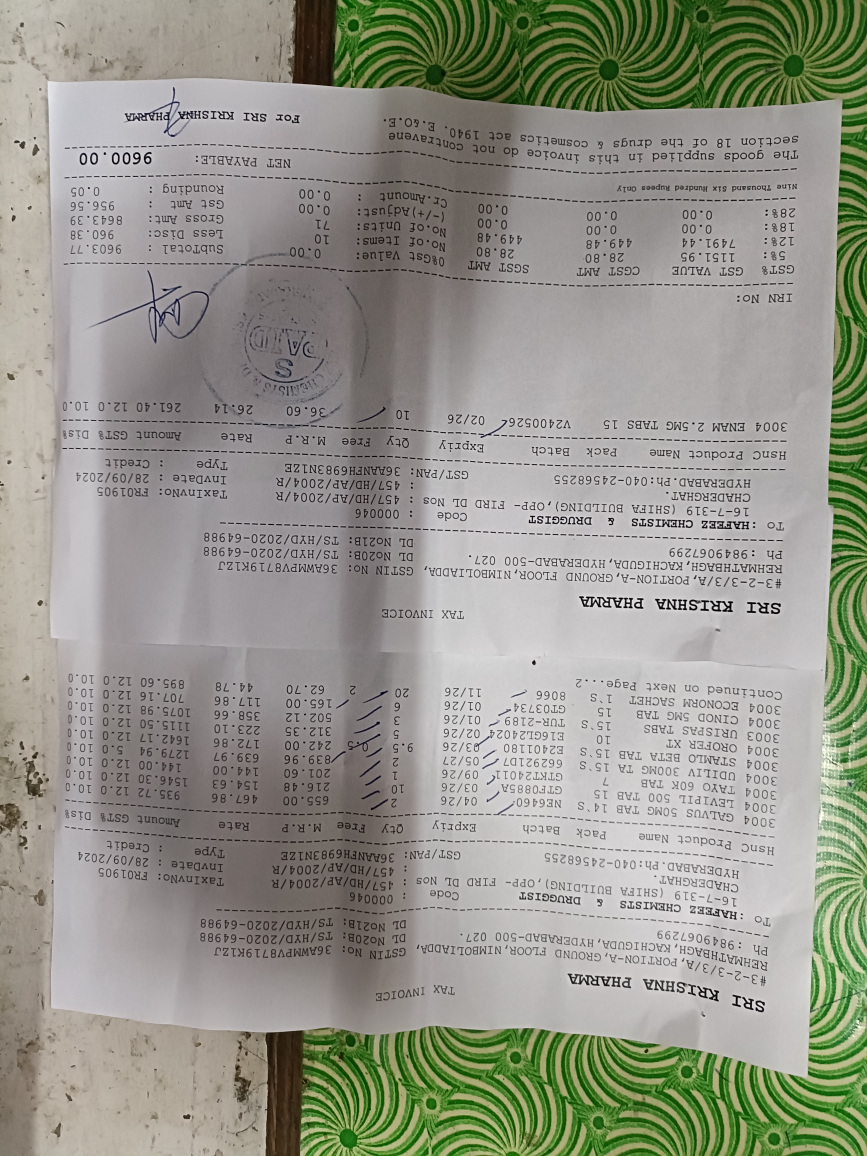 TAX INVOICE
SRI KRISHNA PHARMA
#3-2-3/3/A, PORTION-A, GROUND FLOOR, NIMBOLIADDA, GSTIN No: 36AWMPV8719K1ZJ
REHMATHBAGH, KACHIGUDA, HYDERABAD-500 027. DL No20B: TS/HYD/2020-64988
Ph :9849067299 DL No21B: TS/HYD/2020-64988
To :HAFEEZ CHEMISTS & DRUGGIST Code : 000046
16-7-319 (SHIFA BUILDING),OPP- FIRD DL Nos : 457/HD/AP/2004/R TaxInvNo: FR01905
CHADERGHAT. : 457/HD/AP/2004/R InvDate : 28/09/2024
HYDERABAD.Ph:040-24568255 GST/PAN: 36AANFH6983N1ZE Type : Credit
HsnC Product Name Pack Batch Expriy Qty Free M.R.P Rate Amount GST% Dis%
3004 GALVUS 50MG TAB 14`S NE6460 04/26 2 655.00 467.86 935.72 12.0 10.0
3004 LEVIPIL 500 TAB 15 GTF0885A 03/26 10 216.48 154.63 1546.30 12.0 10.0
3004 TAYO 60K TAB 7 GTKT24011 09/26 1 201.60 144.00 144.00 12.0 10.0
3004 UDILIV 300MG TA 15`S 662921D7 05/27 2 839.96 639.97 1279.94 5.0 10.0
3004 STAMLO BETA TAB 15`S E2401180 03/26 9.5 0.5 242.00 172.86 1642.17 12.0 10.0
3004 OROFER XT 10 E16GL24024 02/26 5 312.35 223.10 1115.50 12.0 10.0
3003 URISPAS TABS 15`S TUR-2189 01/26 3 502.12 358.66 1075.98 12.0 10.0
3004 CINOD 5MG TAB 15 GTC3734 01/26 6 165.00 117.86 707.16 12.0 10.0
3004 ECONORM SACHET 1`S 8066 11/26 20 2 62.70 44.78 895.60 12.0 10.0
Continued on Next Page...2
TAX INVOICE
SRI KRISHNA PHARMA
#3-2-3/3/A, PORTION-A, GROUND FLOOR, NIMBOLIADDA, GSTIN No: 36AWMPV8719K1ZJ
REHMATHBAGH, KACHIGUDA, HYDERABAD-500 027. DL No20B: TS/HYD/2020-64988
Ph :9849067299 DL No21B: TS/HYD/2020-64988
To :HAFEEZ CHEMISTS & DRUGGIST Code : 000046
16-7-319 (SHIFA BUILDING),OPP- FIRD DL Nos : 457/HD/AP/2004/R TaxInvNo: FR01905
CHADERGHAT. : 457/HD/AP/2004/R InvDate : 28/09/2024
HYDERABAD.Ph:040-24568255 GST/PAN: 36AANFH6983N1ZE Type : Credit
HsnC Product Name Pack Batch Expriy Qty Free M.R.P Rate Amount GST% Dis%
3004 ENAM 2.5MG TABS 15 V2400526 02/26 10 36.60 26.14 261.40 12.0 10.0
CHEMISTS &
S
PAID
IRN No:
GST% GST VALUE CGST AMT SGST AMT 0%Gst Value: 0.00 SubTotal : 9603.77
5%: 1151.95 28.80 28.80 No.of Items: 10 Less Disc: 960.38
12%: 7491.44 449.48 449.48 No.of Units: 71 Gross Amt: 8643.39
18%: 0.00 0.00 0.00 (-/+)Adjust: 0.00 Gst Amt : 956.56
28%: 0.00 0.00 0.00 Cr.Amount : 0.00 Rounding : 0.05
Nine Thousand Six Hundred Rupees Only
NET PAYABLE: 9600.00
The goods supplied in this invoice do not contravene
section 18 of the drugs & cosmetics act 1940. E.&O.E.
For SRI KRISHNA PHARMA